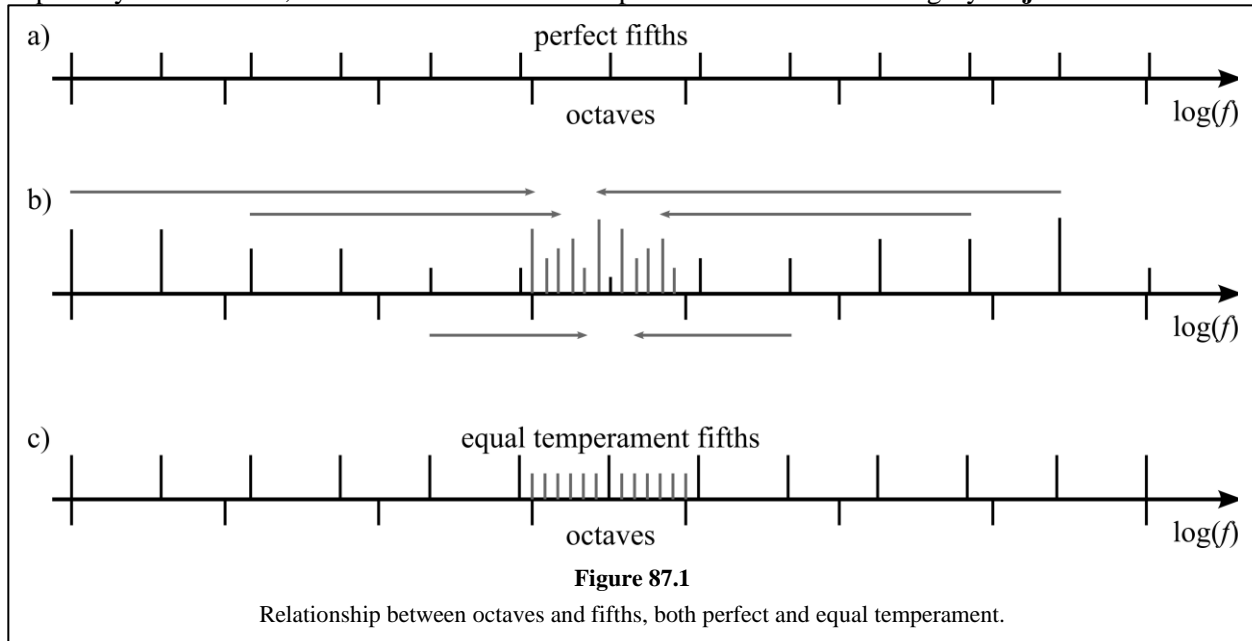 a)
perfect fifths
octaves
log(f)
b)
log(f)
c)
equal temperament fifths
octaves
log(f)
Figure 87.1
Relationship between octaves and fifths, both perfect and equal temperament.